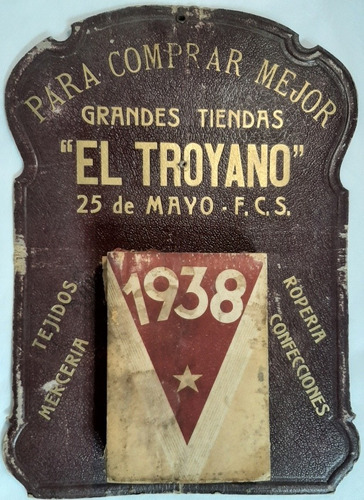 PARA COMPRAR MEJOR
GRANDES TIENDAS
"EL TROYANO"
25 de MAYO - F.C.S.
TEJIDOS
MERCERIA
1938
ROPERIA
CONFECCIONES